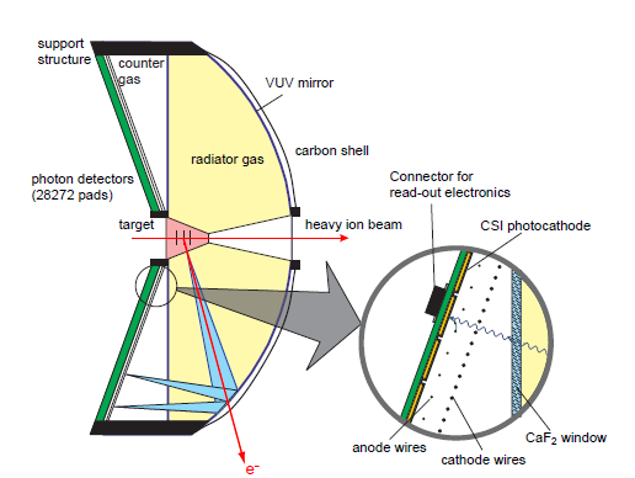 support
structure
counter
gas
VUV mirror
radiator gas
carbon shell
photon detectors
(28272 pads)
target
heavy ion beam
Connector for
read-out electronics
CSI photocathode
anode wires
cathode wires
CaF₂ window
e⁻